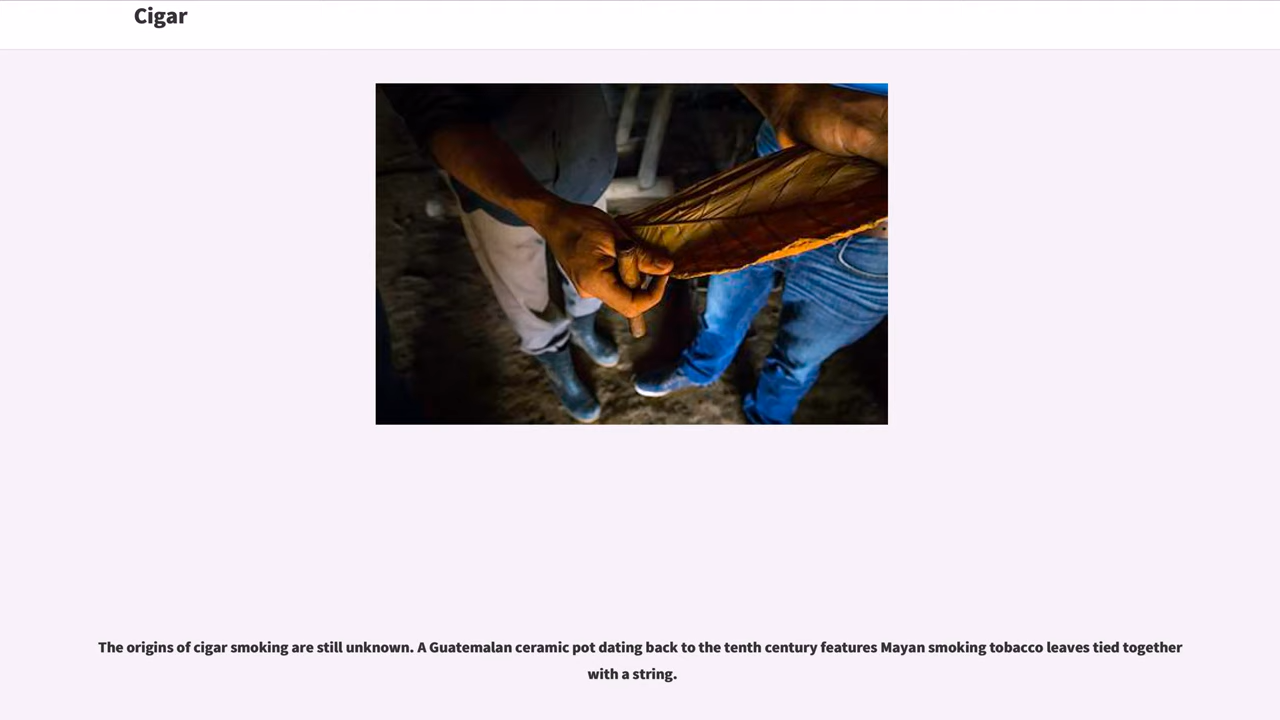 Cigar
The origins of cigar smoking are still unknown. A Guatemalan ceramic pot dating back to the tenth century features Mayan smoking tobacco leaves tied together
with a string.